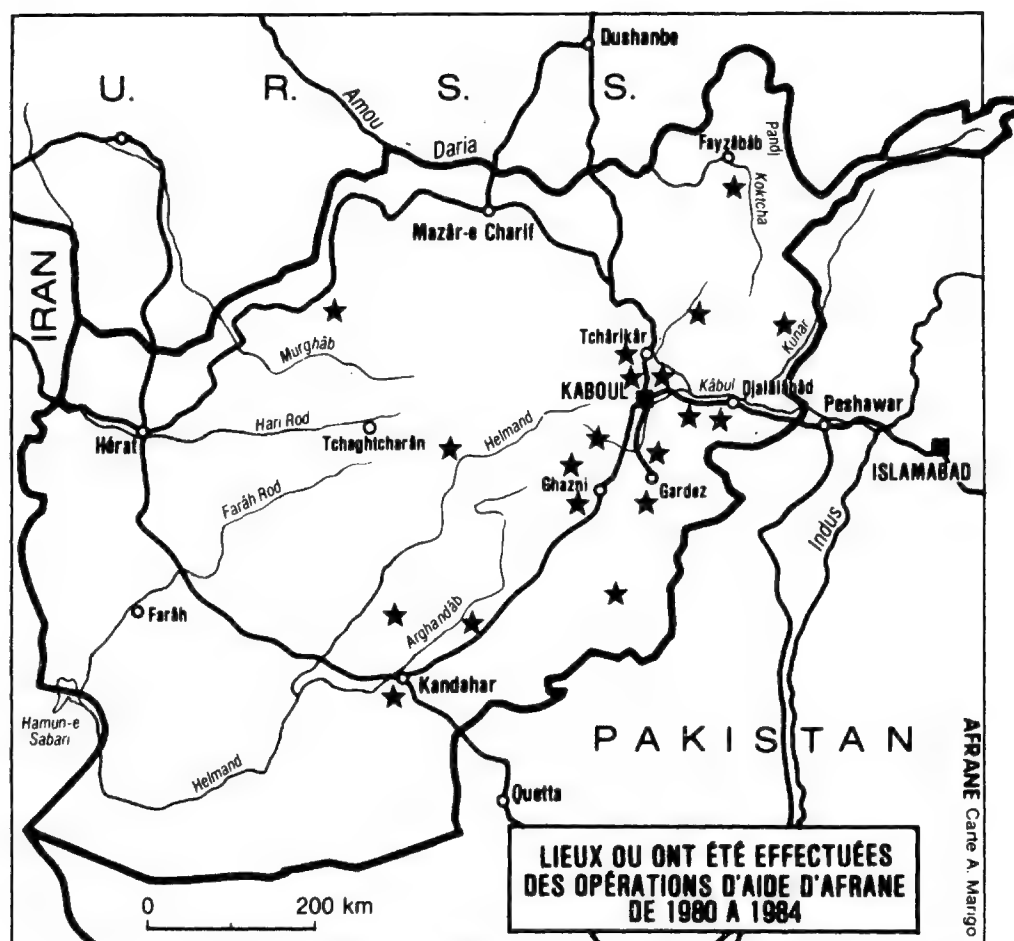 Dushanbe
U. R. S. S.
Amou
Daria
Pandj
Fayzâbâb
Koktcha
Mazâr-e Charif
IRAN
Murghâb
Tchârikâr
Kunar
KABOUL
Kâbul
Djalâlâbâd
Peshawar
Hérat
Hari Rod
Tchaghtcharân
Helmand
ISLAMABAD
Farâh Rod
Ghazni
Gardez
Indus
Farâh
Arghandâb
Kandahar
Hamun-e
Sabari
PAKISTAN
Helmand
Quetta
LIEUX OU ONT ÉTÉ EFFECTUÉES
DES OPÉRATIONS D'AIDE D'AFRANE
DE 1980 A 1984
0 200 km
AFRANE Carte A. Marigo